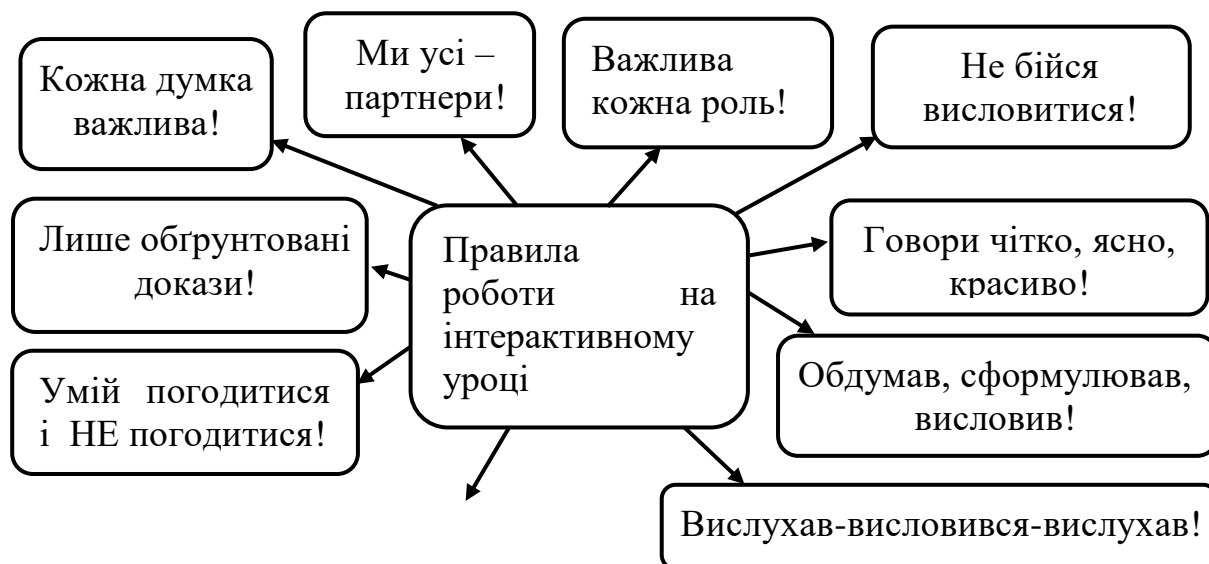 Кожна думка
важлива!
Ми усі –
партнери!
Важлива
кожна роль!
Не бійся
висловитися!
Лише обґрунтовані
докази!
Правила
роботи на
інтерактивному
уроці
Говори чітко, ясно,
красиво!
Умій погодитися
і НЕ погодитися!
Обдумав, сформулював,
висловив!
Вислухав-висловився-вислухав!